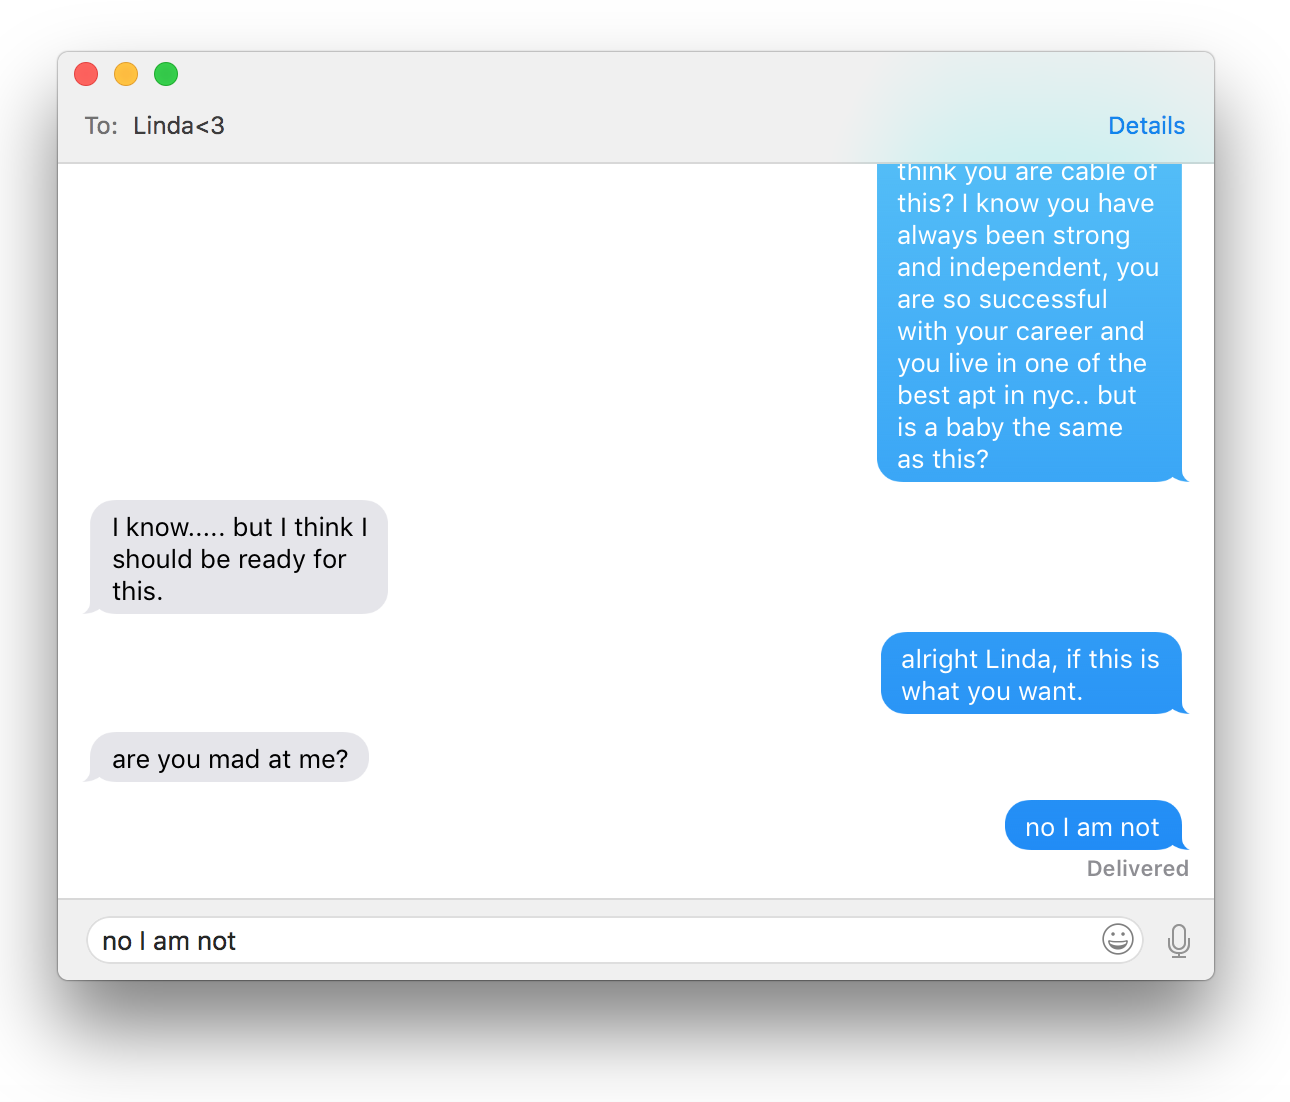 To: Linda<3
Details
think you are cable of
this? I know you have
always been strong
and independent, you
are so successful
with your career and
you live in one of the
best apt in nyc.. but
is a baby the same
as this?
I know..... but I think I
should be ready for
this.
alright Linda, if this is
what you want.
are you mad at me?
no I am not
Delivered
no I am not